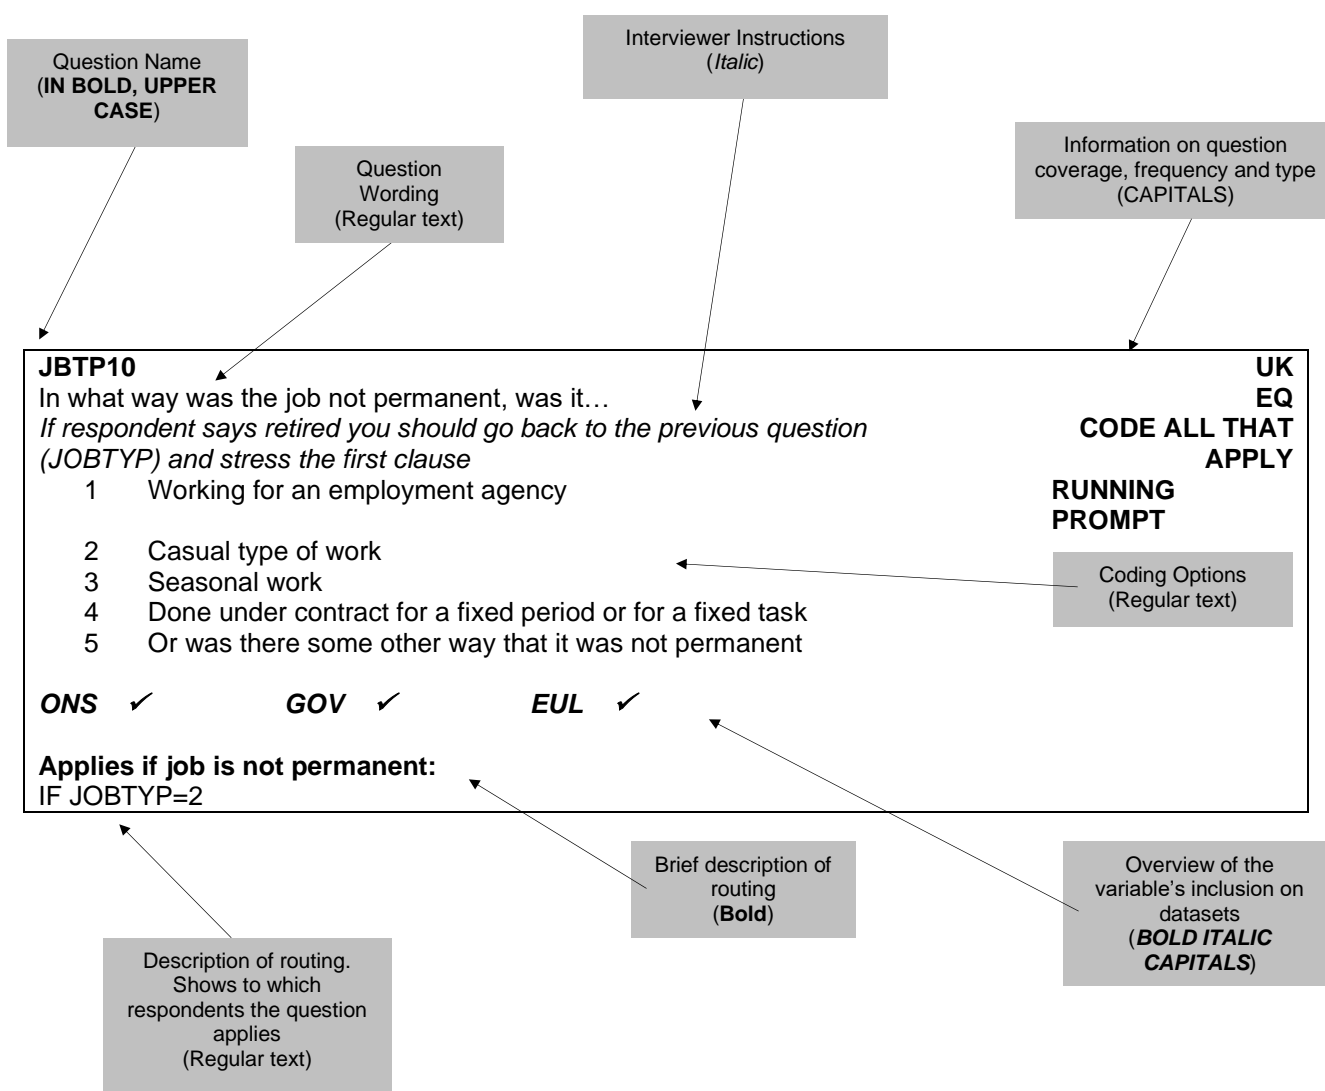 Interviewer Instructions
(Italic)
Question Name
(IN BOLD, UPPER
CASE)
Information on question
coverage, frequency and type
(CAPITALS)
Question
Wording
(Regular text)
JBTP10
UK
In what way was the job not permanent, was it…
EQ
If respondent says retired you should go back to the previous question
CODE ALL THAT
(JOBTYP) and stress the first clause
APPLY
1 Working for an employment agency
RUNNING
PROMPT
2 Casual type of work
3 Seasonal work
4 Done under contract for a fixed period or for a fixed task
5 Or was there some other way that it was not permanent
Coding Options
(Regular text)
ONS ✓ GOV ✓ EUL ✓
Applies if job is not permanent:
IF JOBTYP=2
Brief description of
routing
(Bold)
Overview of the
variable’s inclusion on
datasets
(BOLD ITALIC
CAPITALS)
Description of routing.
Shows to which
respondents the question
applies
(Regular text)